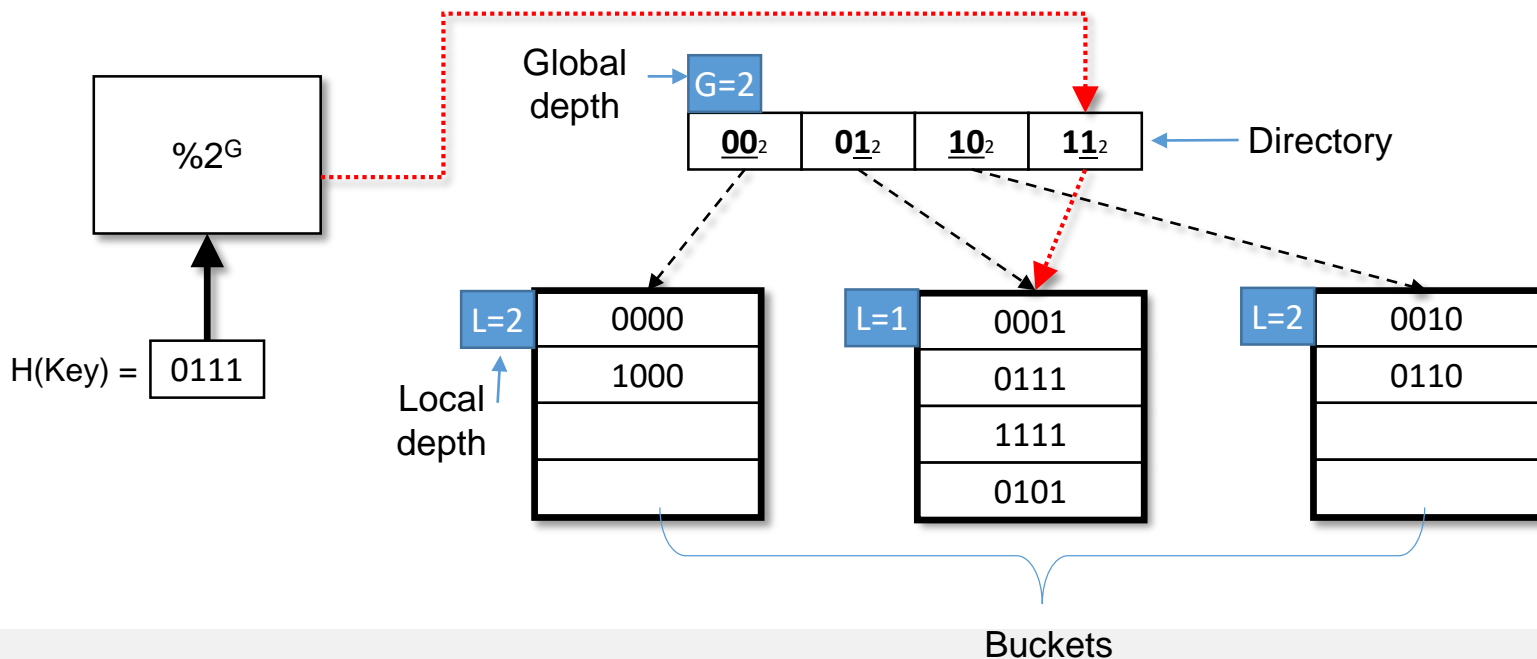 Global
depth
G=2
%2ᴳ
00₂ 01₂ 10₂ 11₂
Directory
H(Key) = 0111
L=2
0000
1000
Local
depth
L=1
0001
0111
1111
0101
L=2
0010
0110
Buckets